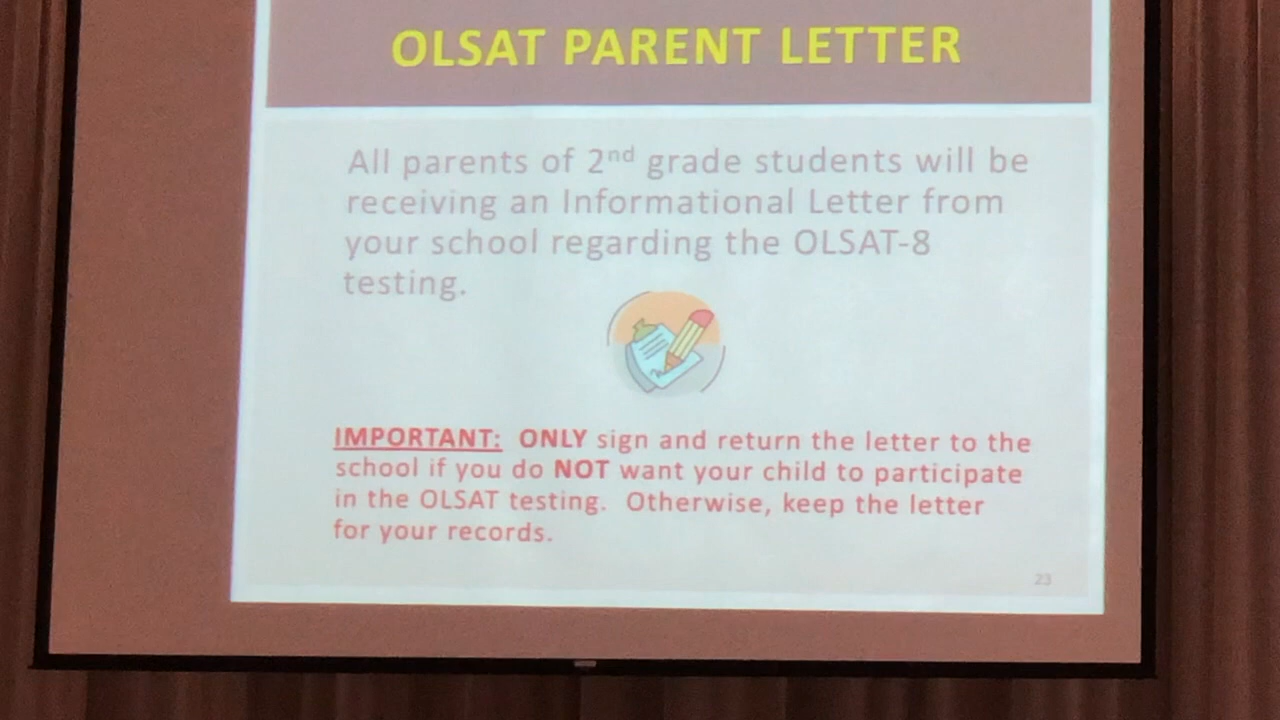 OLSAT PARENT LETTER
All parents of 2nd grade students will be
receiving an Informational Letter from
your school regarding the OLSAT-8
testing.
IMPORTANT: ONLY sign and return the letter to the
school if you do NOT want your child to participate
in the OLSAT testing. Otherwise, keep the letter
for your records.
23